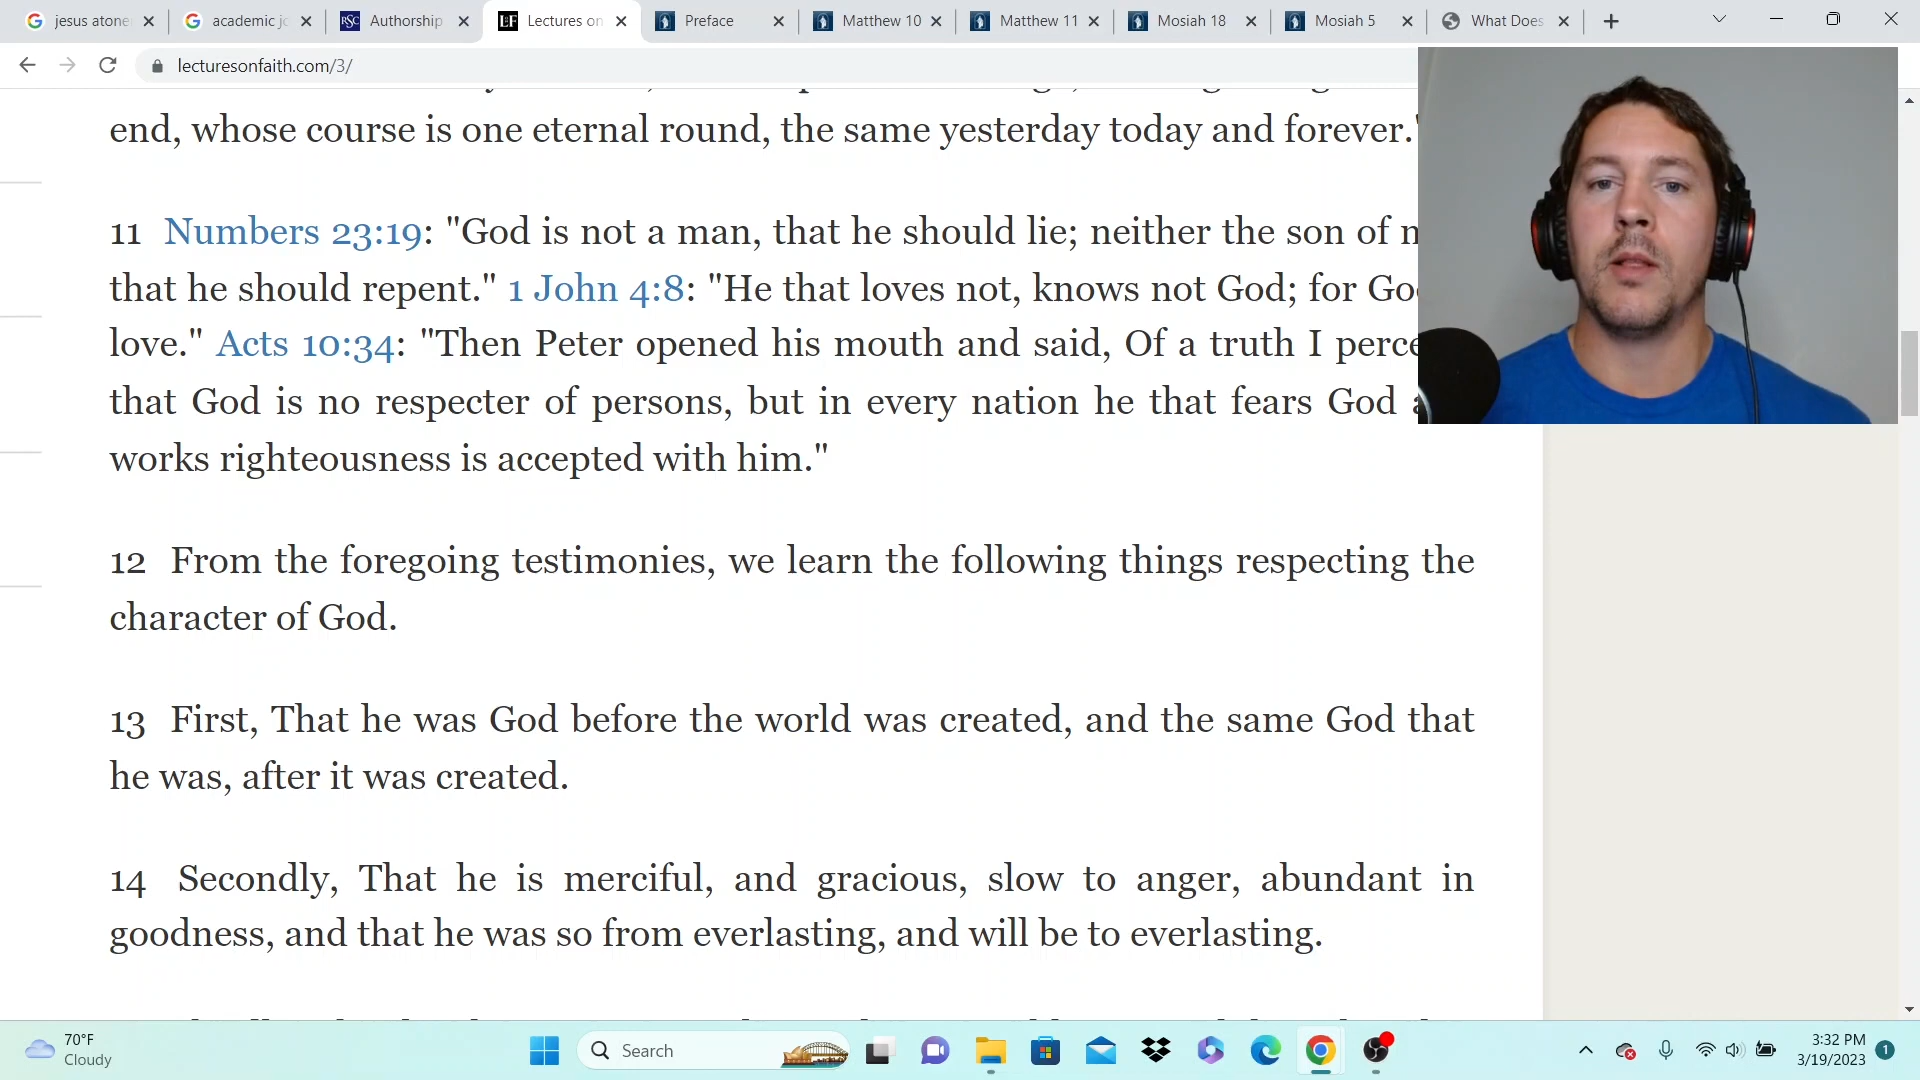 jesus atone
academic jo
Authorship
Lectures on
Preface
Matthew 10
Matthew 11
Mosiah 18
Mosiah 5
What Does
lecturesonfaith.com/3/
end, whose course is one eternal round, the same yesterday today and forever."
11 Numbers 23:19: "God is not a man, that he should lie; neither the son of
that he should repent." 1 John 4:8: "He that loves not, knows not God; for
love." Acts 10:34: "Then Peter opened his mouth and said, Of a truth I perce
that God is no respecter of persons, but in every nation he that fears God
works righteousness is accepted with him."
12 From the foregoing testimonies, we learn the following things respecting the
character of God.
13 First, That he was God before the world was created, and the same God that
he was, after it was created.
14 Secondly, That he is merciful, and gracious, slow to anger, abundant in
goodness, and that he was so from everlasting, and will be to everlasting.
70°F
Cloudy
Search
3:32 PM
3/19/2023
1